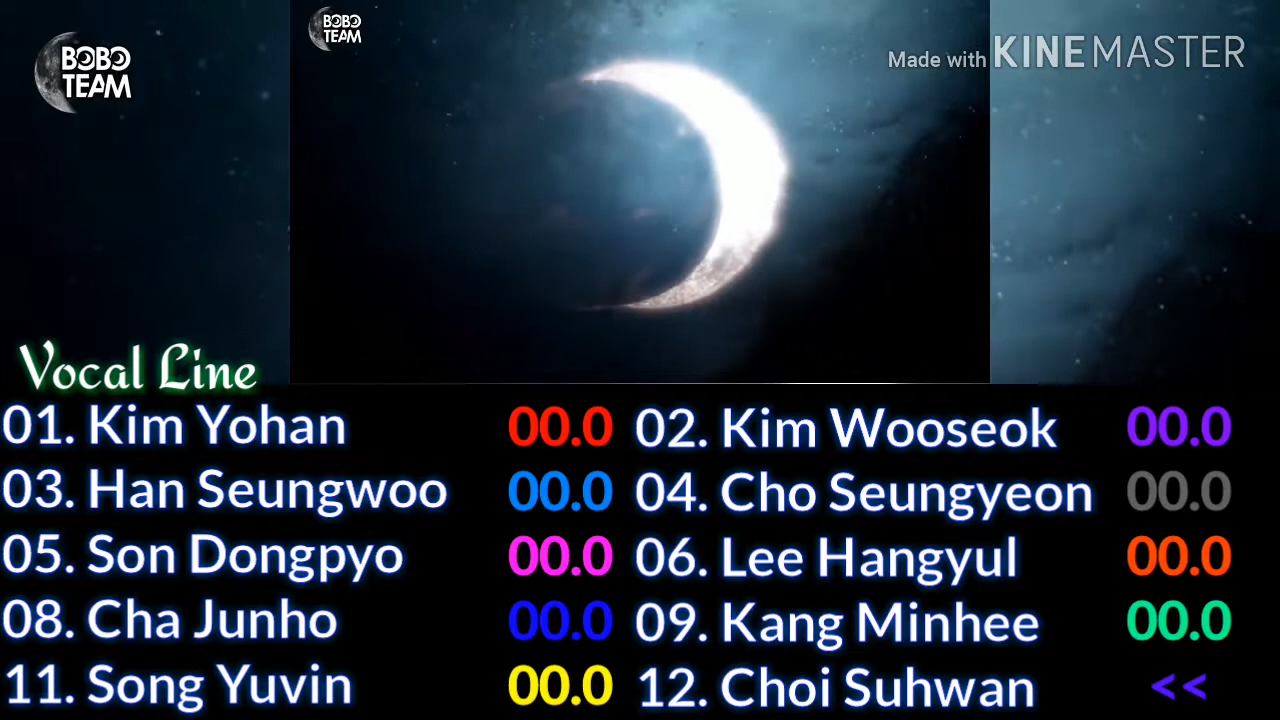 BOBO
TEAM
BOBO
TEAM
Made with KINEMASTER
Vocal Line
01. Kim Yohan 00.0 02. Kim Wooseok 00.0
03. Han Seungwoo 00.0 04. Cho Seungyeon 00.0
05. Son Dongpyo 00.0 06. Lee Hangyul 00.0
08. Cha Junho 00.0 09. Kang Minhee 00.0
11. Song Yuvin 00.0 12. Choi Suhwan <<